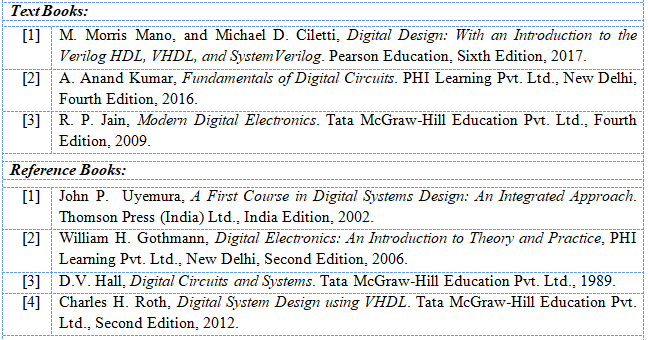 Text Books:
[1] M. Morris Mano, and Michael D. Ciletti, Digital Design: With an Introduction to the
Verilog HDL, VHDL, and SystemVerilog. Pearson Education, Sixth Edition, 2017.
[2] A. Anand Kumar, Fundamentals of Digital Circuits. PHI Learning Pvt. Ltd., New Delhi,
Fourth Edition, 2016.
[3] R. P. Jain, Modern Digital Electronics. Tata McGraw-Hill Education Pvt. Ltd., Fourth
Edition, 2009.
Reference Books:
[1] John P. Uyemura, A First Course in Digital Systems Design: An Integrated Approach.
Thomson Press (India) Ltd., India Edition, 2002.
[2] William H. Gothmann, Digital Electronics: An Introduction to Theory and Practice, PHI
Learning Pvt. Ltd., New Delhi, Second Edition, 2006.
[3] D.V. Hall, Digital Circuits and Systems. Tata McGraw-Hill Education Pvt. Ltd., 1989.
[4] Charles H. Roth, Digital System Design using VHDL. Tata McGraw-Hill Education Pvt.
Ltd., Second Edition, 2012.